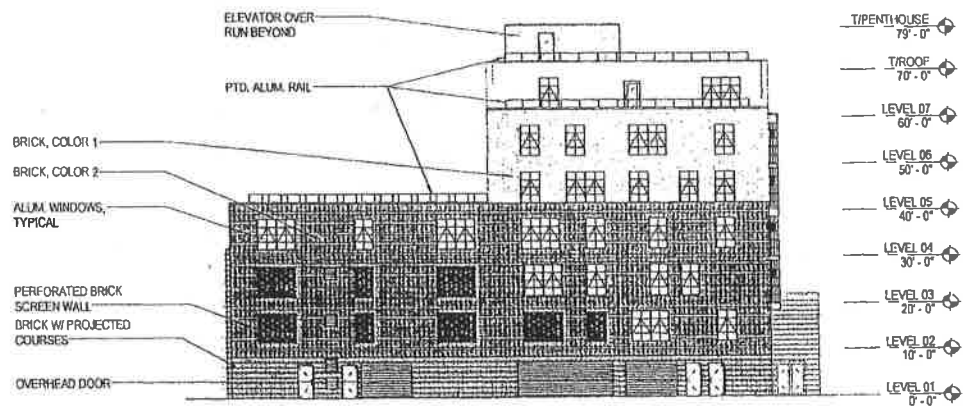 ELEVATOR OVER
RUN BEYOND
PTD. ALUM. RAIL
BRICK, COLOR 1
BRICK, COLOR 2
ALUM. WINDOWS,
TYPICAL
PERFORATED BRICK
SCREEN WALL
BRICK W/ PROJECTED
COURSES
OVERHEAD DOOR
T/PENTHOUSE
79' - 0"
T/ROOF
70' - 0"
LEVEL 07
60' - 0"
LEVEL 06
50' - 0"
LEVEL 05
40' - 0"
LEVEL 04
30' - 0"
LEVEL 03
20' - 0"
LEVEL 02
10' - 0"
LEVEL 01
0' - 0"